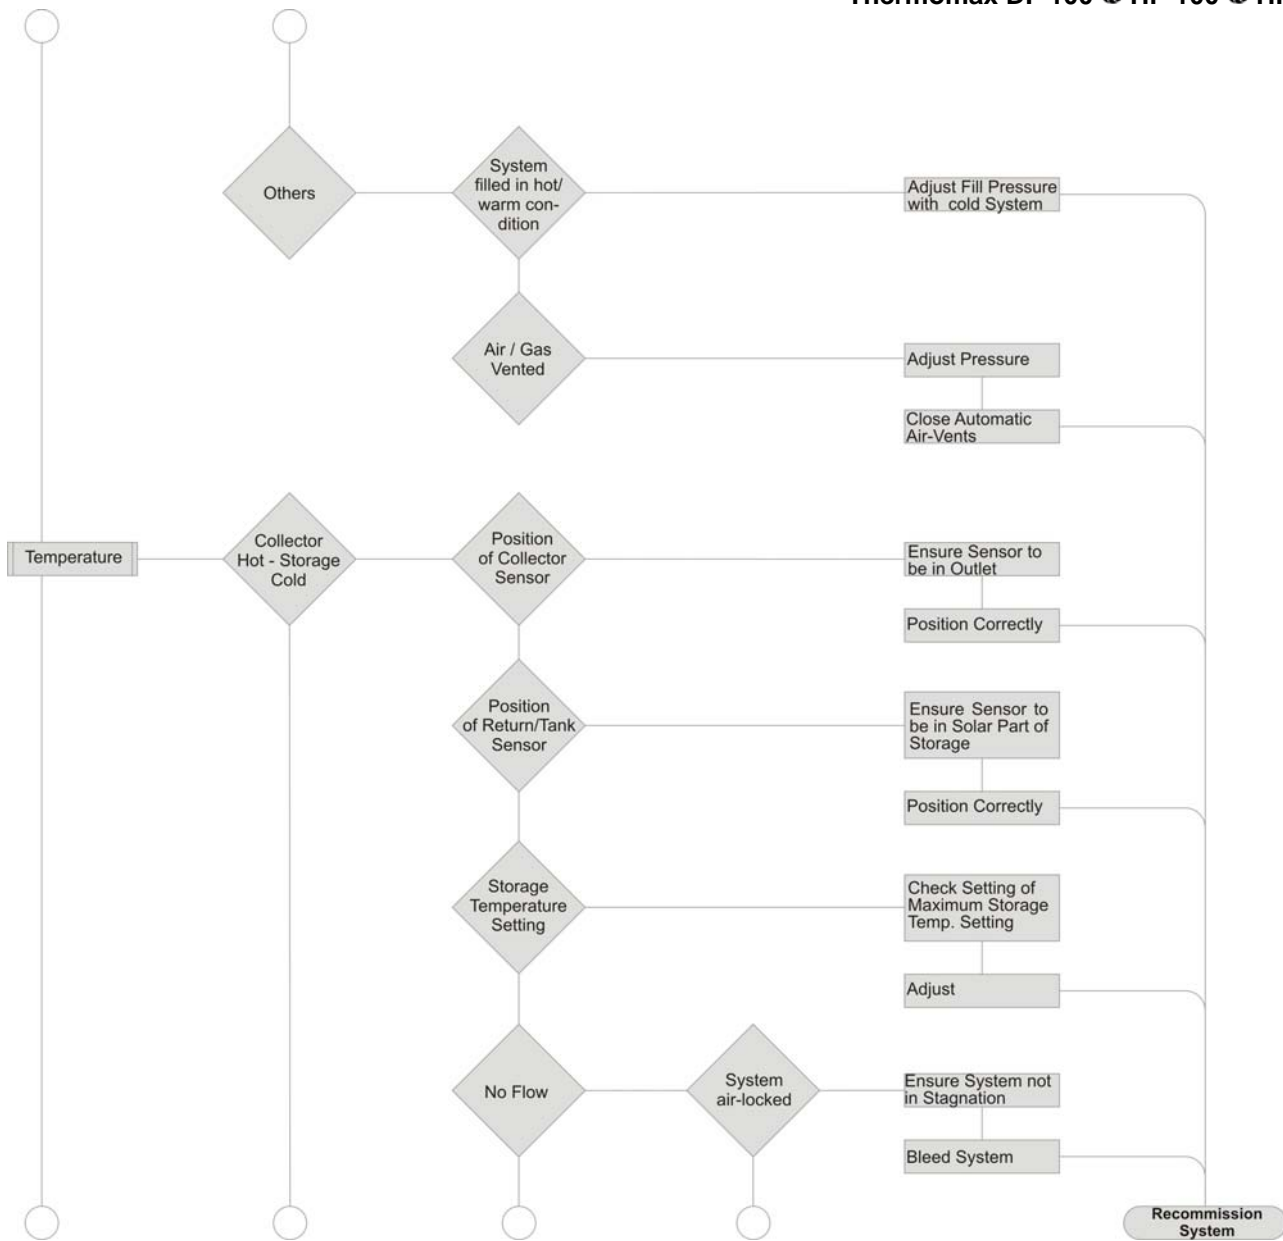 Others
System
filled in hot/
warm con-
dition
Adjust Fill Pressure
with cold System
Air / Gas
Vented
Adjust Pressure
Close Automatic
Air-Vents
Temperature
Collector
Hot - Storage
Cold
Position
of Collector
Sensor
Ensure Sensor to
be in Outlet
Position Correctly
Position
of Return/Tank
Sensor
Ensure Sensor to
be in Solar Part of
Storage
Position Correctly
Storage
Temperature
Setting
Check Setting of
Maximum Storage
Temp. Setting
Adjust
No Flow
System
air-locked
Ensure System not
in Stagnation
Bleed System
Recommission
System